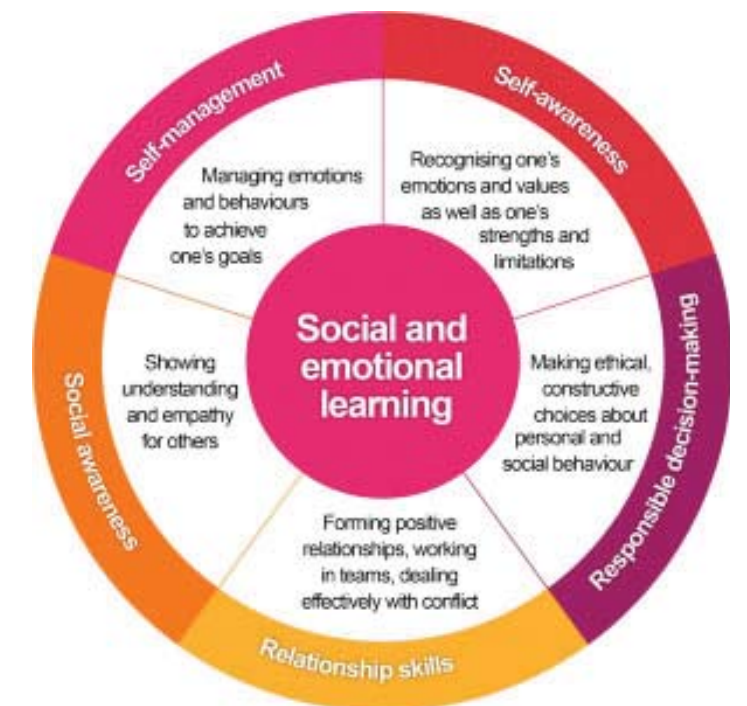 Self-management
Managing emotions
and behaviours
to achieve
one's goals
Self-awareness
Recognising one's
emotions and values
as well as one's
strengths and
limitations
Social and
emotional
learning
Social awareness
Showing
understanding
and empathy
for others
Responsible decision-making
Making ethical,
constructive
choices about
personal and
social behaviour
Forming positive
relationships, working
in teams, dealing
effectively with conflict
Relationship skills